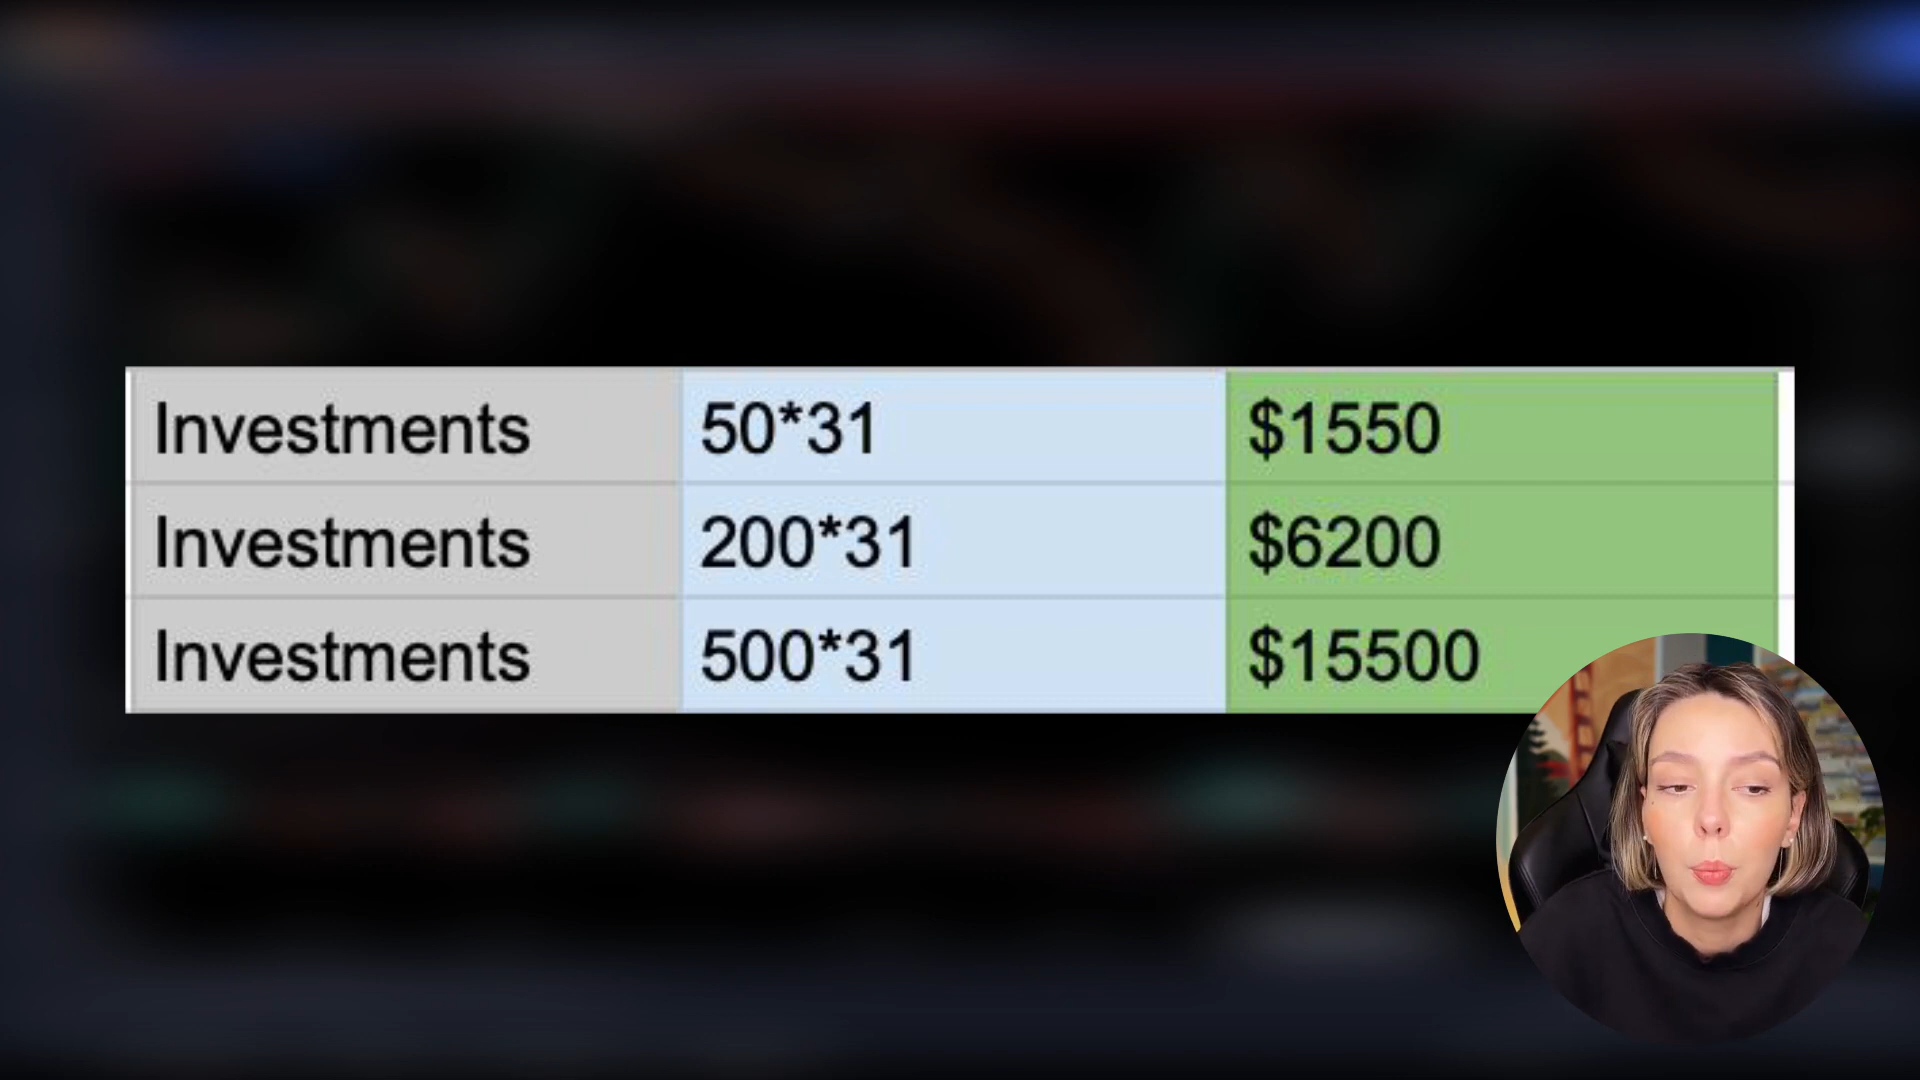 Investments 50*31 $1550
Investments 200*31 $6200
Investments 500*31 $15500